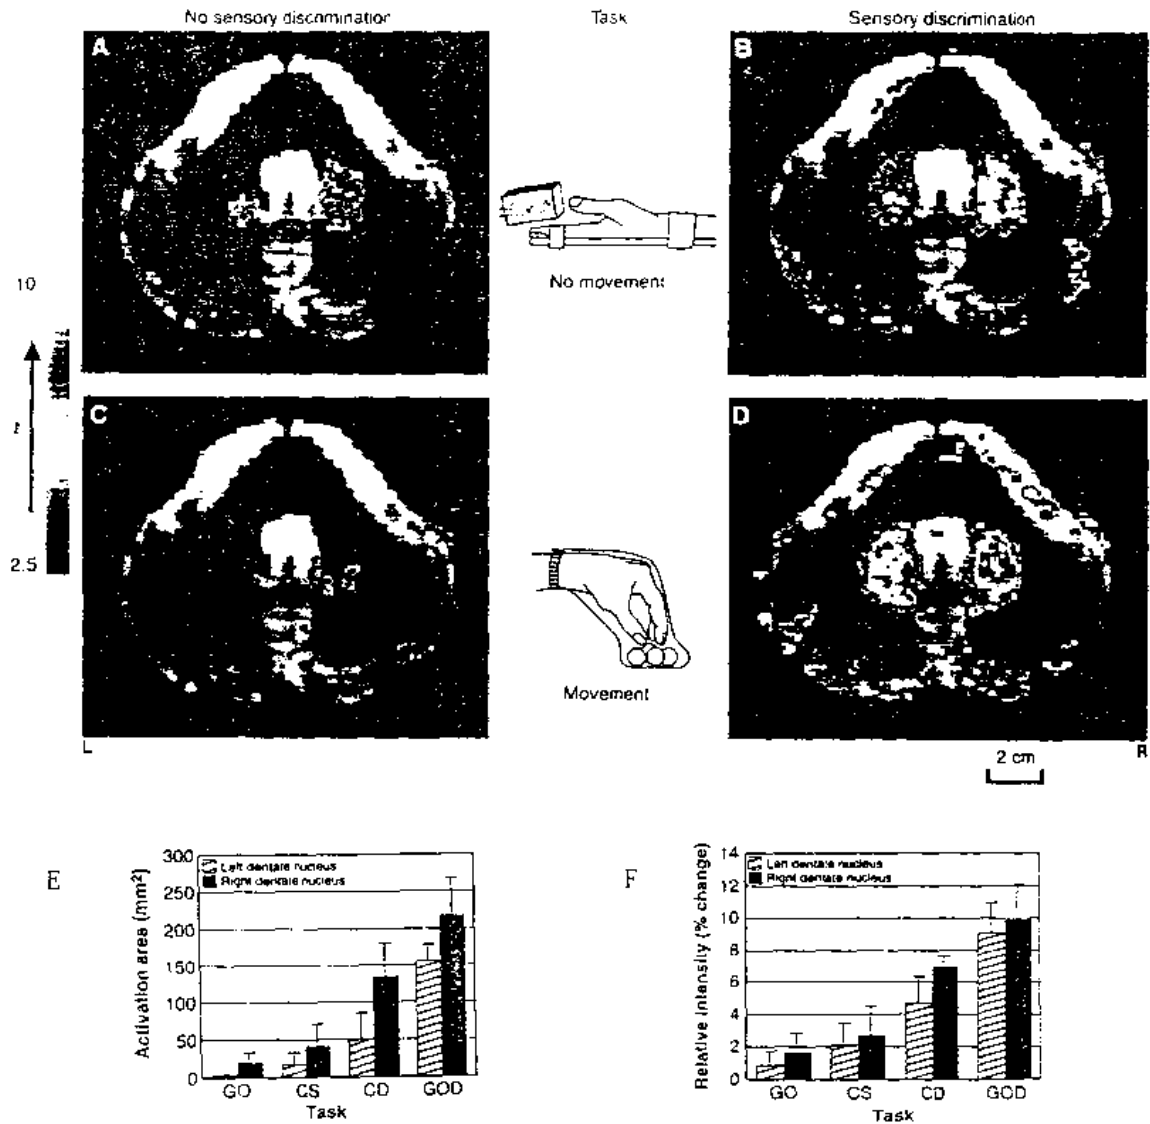 No sensory discrimination
Task
Sensory discrimination
A
B
No movement
10
t
2.5
C
D
Movement
L
R
2 cm
E
300
250
200
150
100
50
0
Activation area (mm²)
Left dentate nucleus
Right dentate nucleus
GO CS CD GOD
Task
F
14
12
10
8
6
4
2
0
Relative intensity (% change)
Left dentate nucleus
Right dentate nucleus
GO CS CD GOD
Task